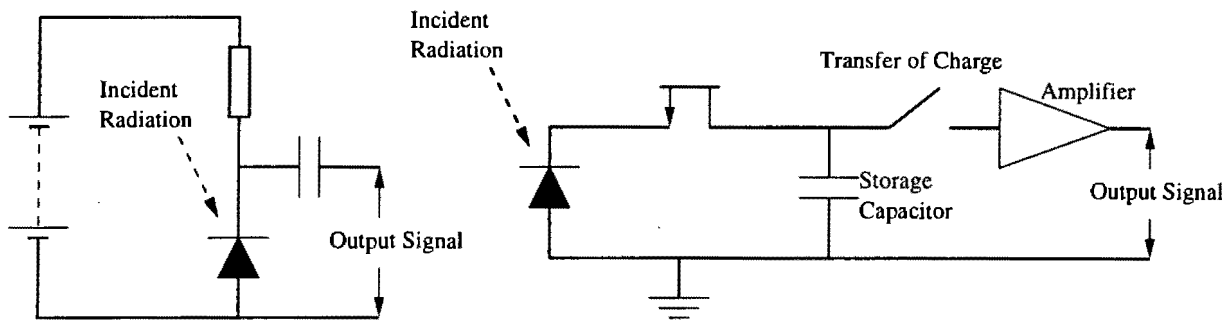 Incident
Radiation
Output Signal
Incident
Radiation
Transfer of Charge
Amplifier
Storage
Capacitor
Output Signal